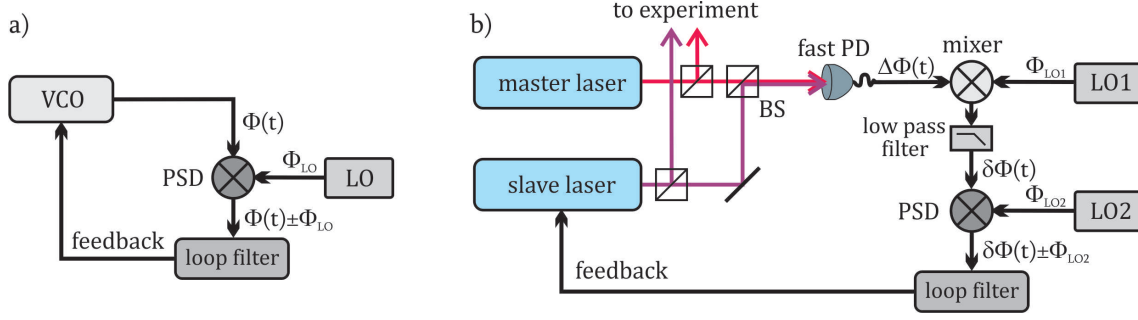 a)
VCO
Φ(t)
PSD
Φ_LO
LO
Φ(t)±Φ_LO
feedback
loop filter
b)
to experiment
master laser
fast PD
ΔΦ(t)
mixer
Φ_LO1
LO1
BS
low pass
filter
slave laser
δΦ(t)
PSD
Φ_LO2
LO2
δΦ(t)±Φ_LO2
feedback
loop filter